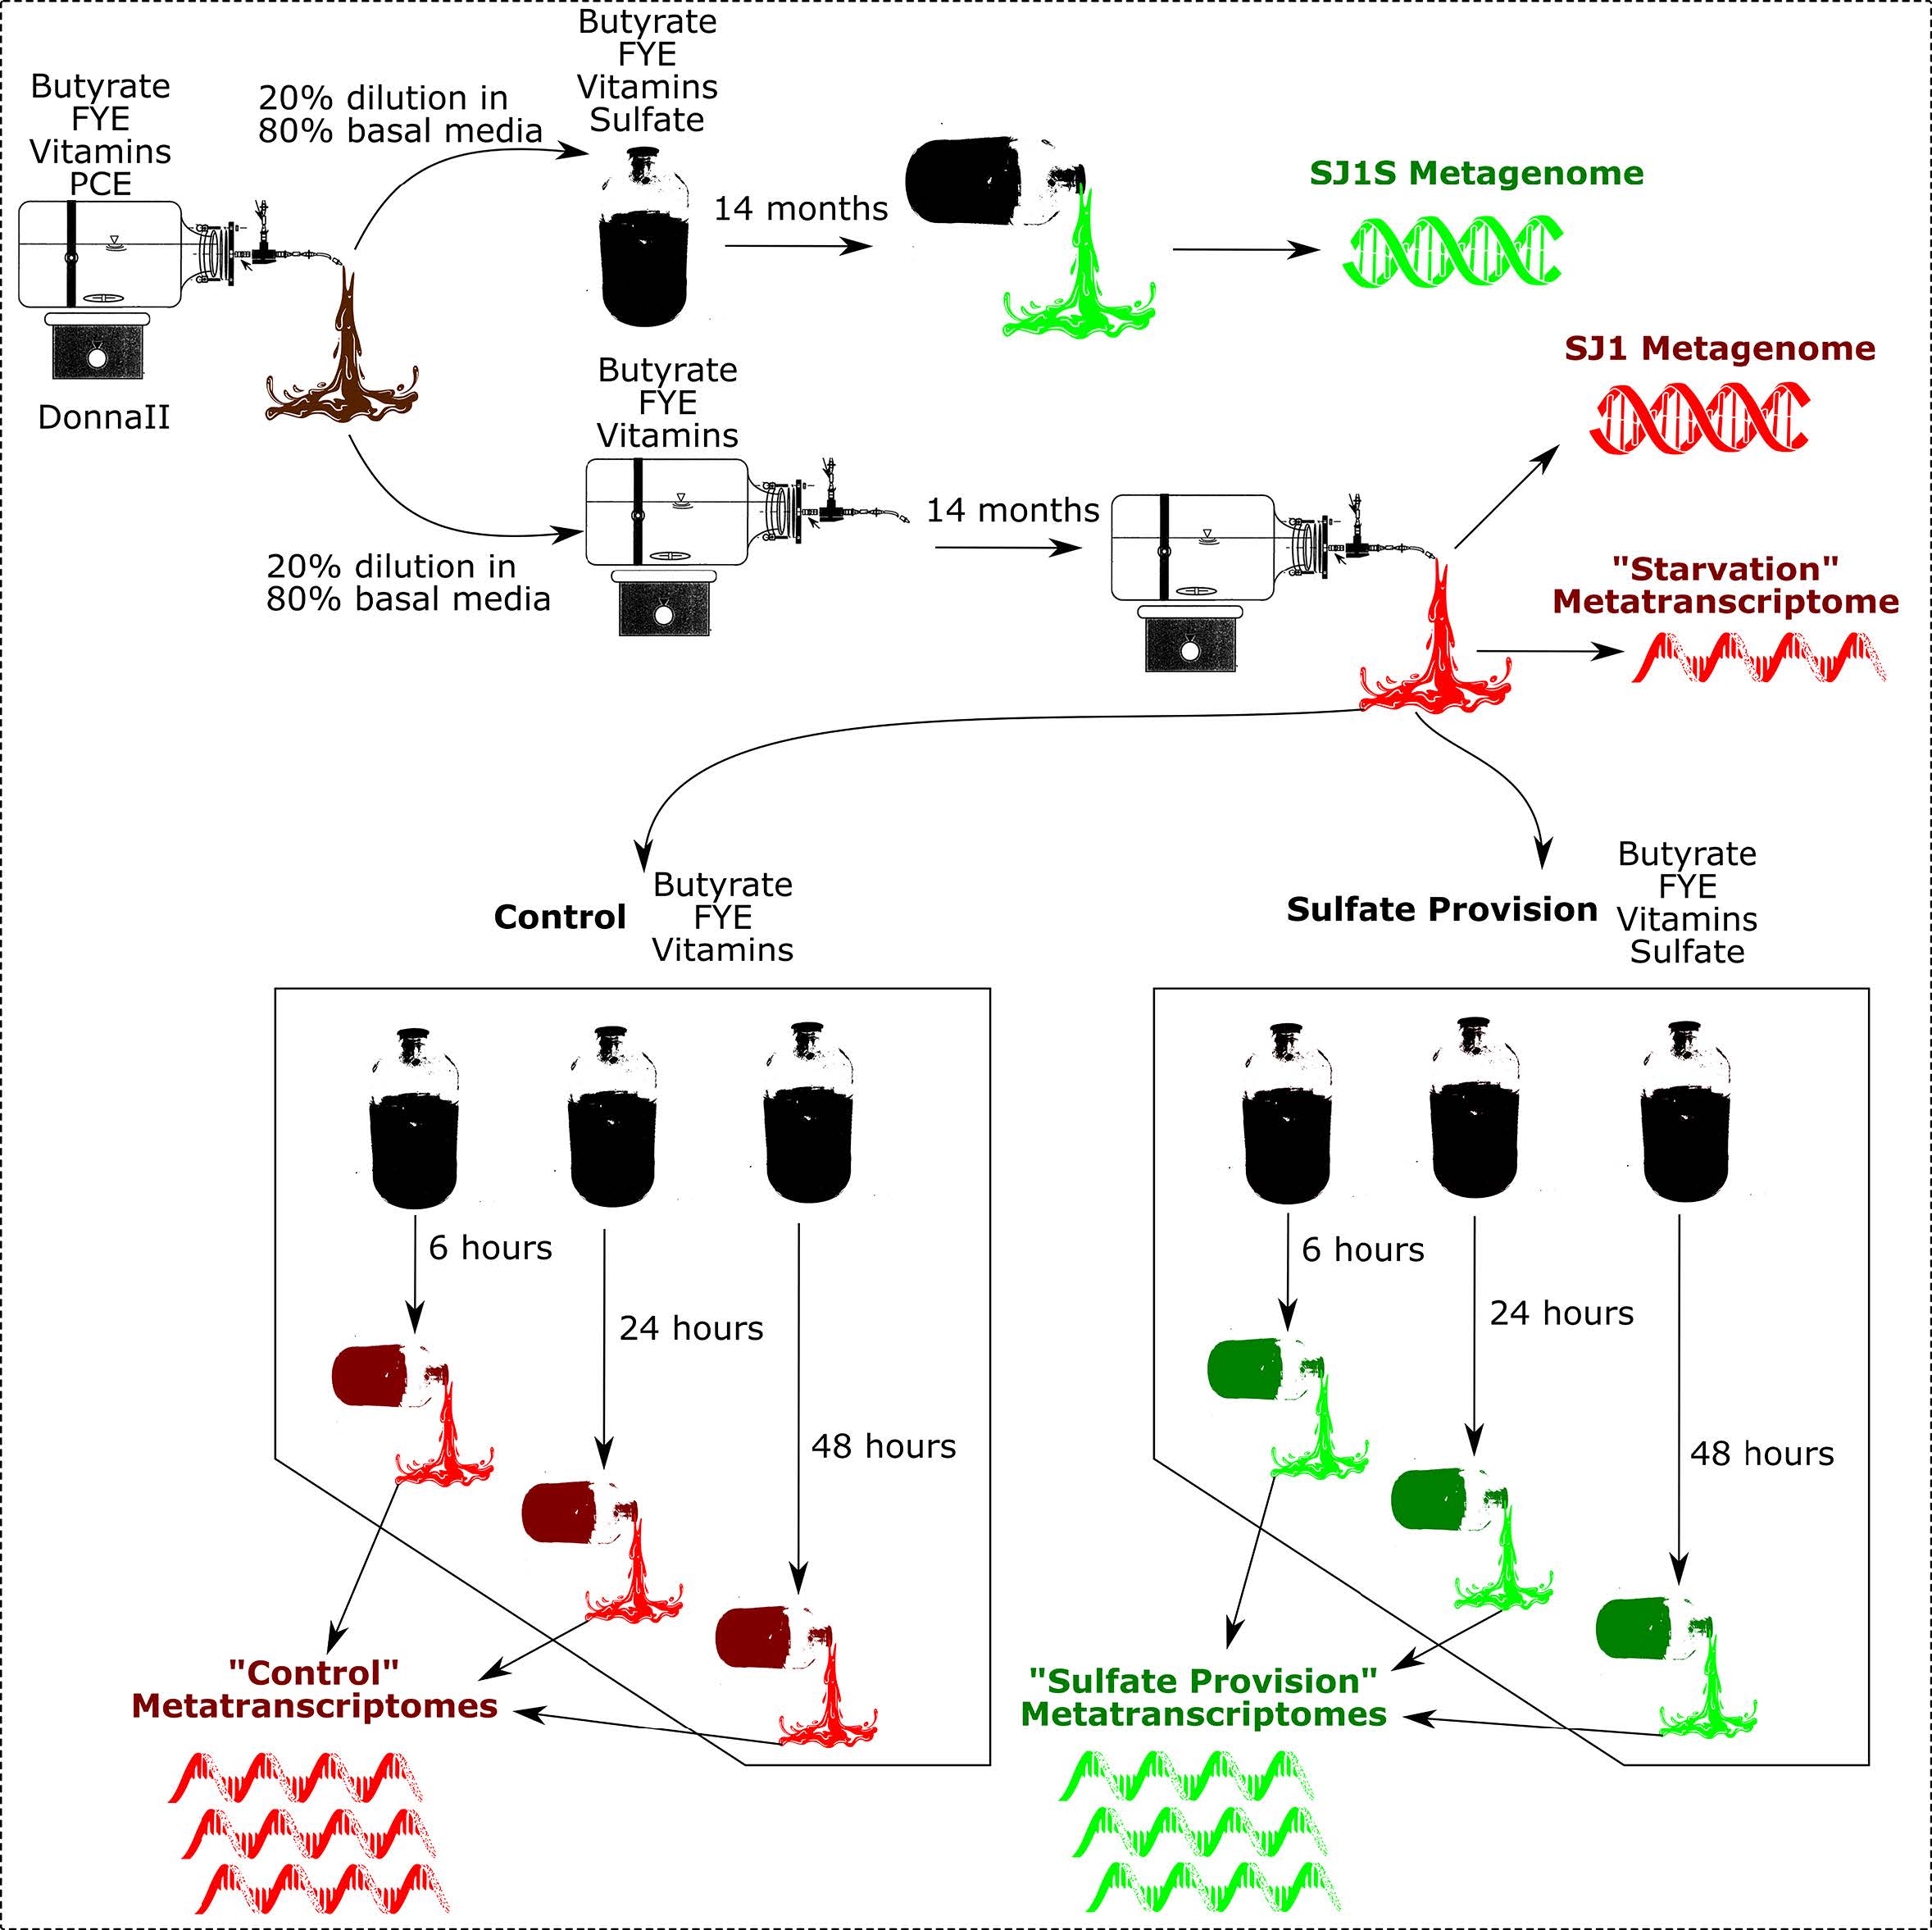 Butyrate
FYE
Vitamins
PCE
DonnaII
20% dilution in
80% basal media
Butyrate
FYE
Vitamins
Sulfate
14 months
SJ1S Metagenome
20% dilution in
80% basal media
Butyrate
FYE
Vitamins
14 months
SJ1 Metagenome
"Starvation"
Metatranscriptome
Control
Butyrate
FYE
Vitamins
6 hours
24 hours
48 hours
"Control"
Metatranscriptomes
Sulfate Provision
Butyrate
FYE
Vitamins
Sulfate
6 hours
24 hours
48 hours
"Sulfate Provision"
Metatranscriptomes